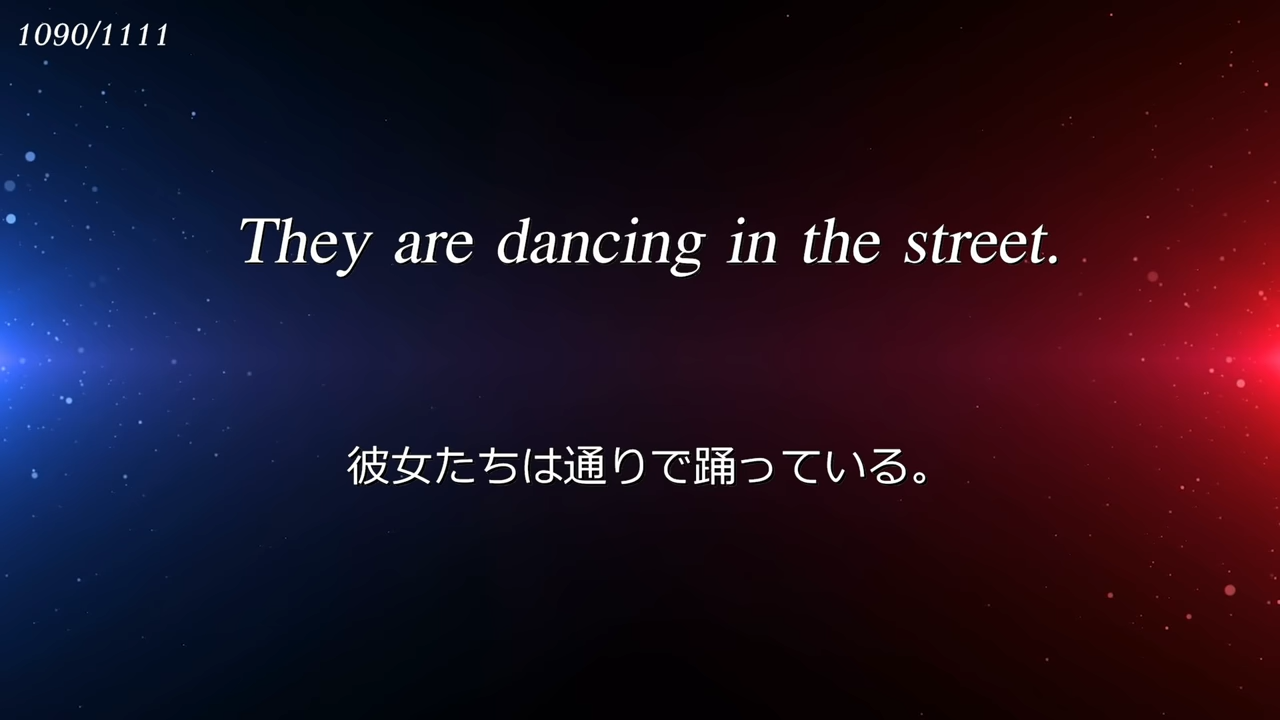 1090/1111
They are dancing in the street.
彼女たちは通りで踊っている。